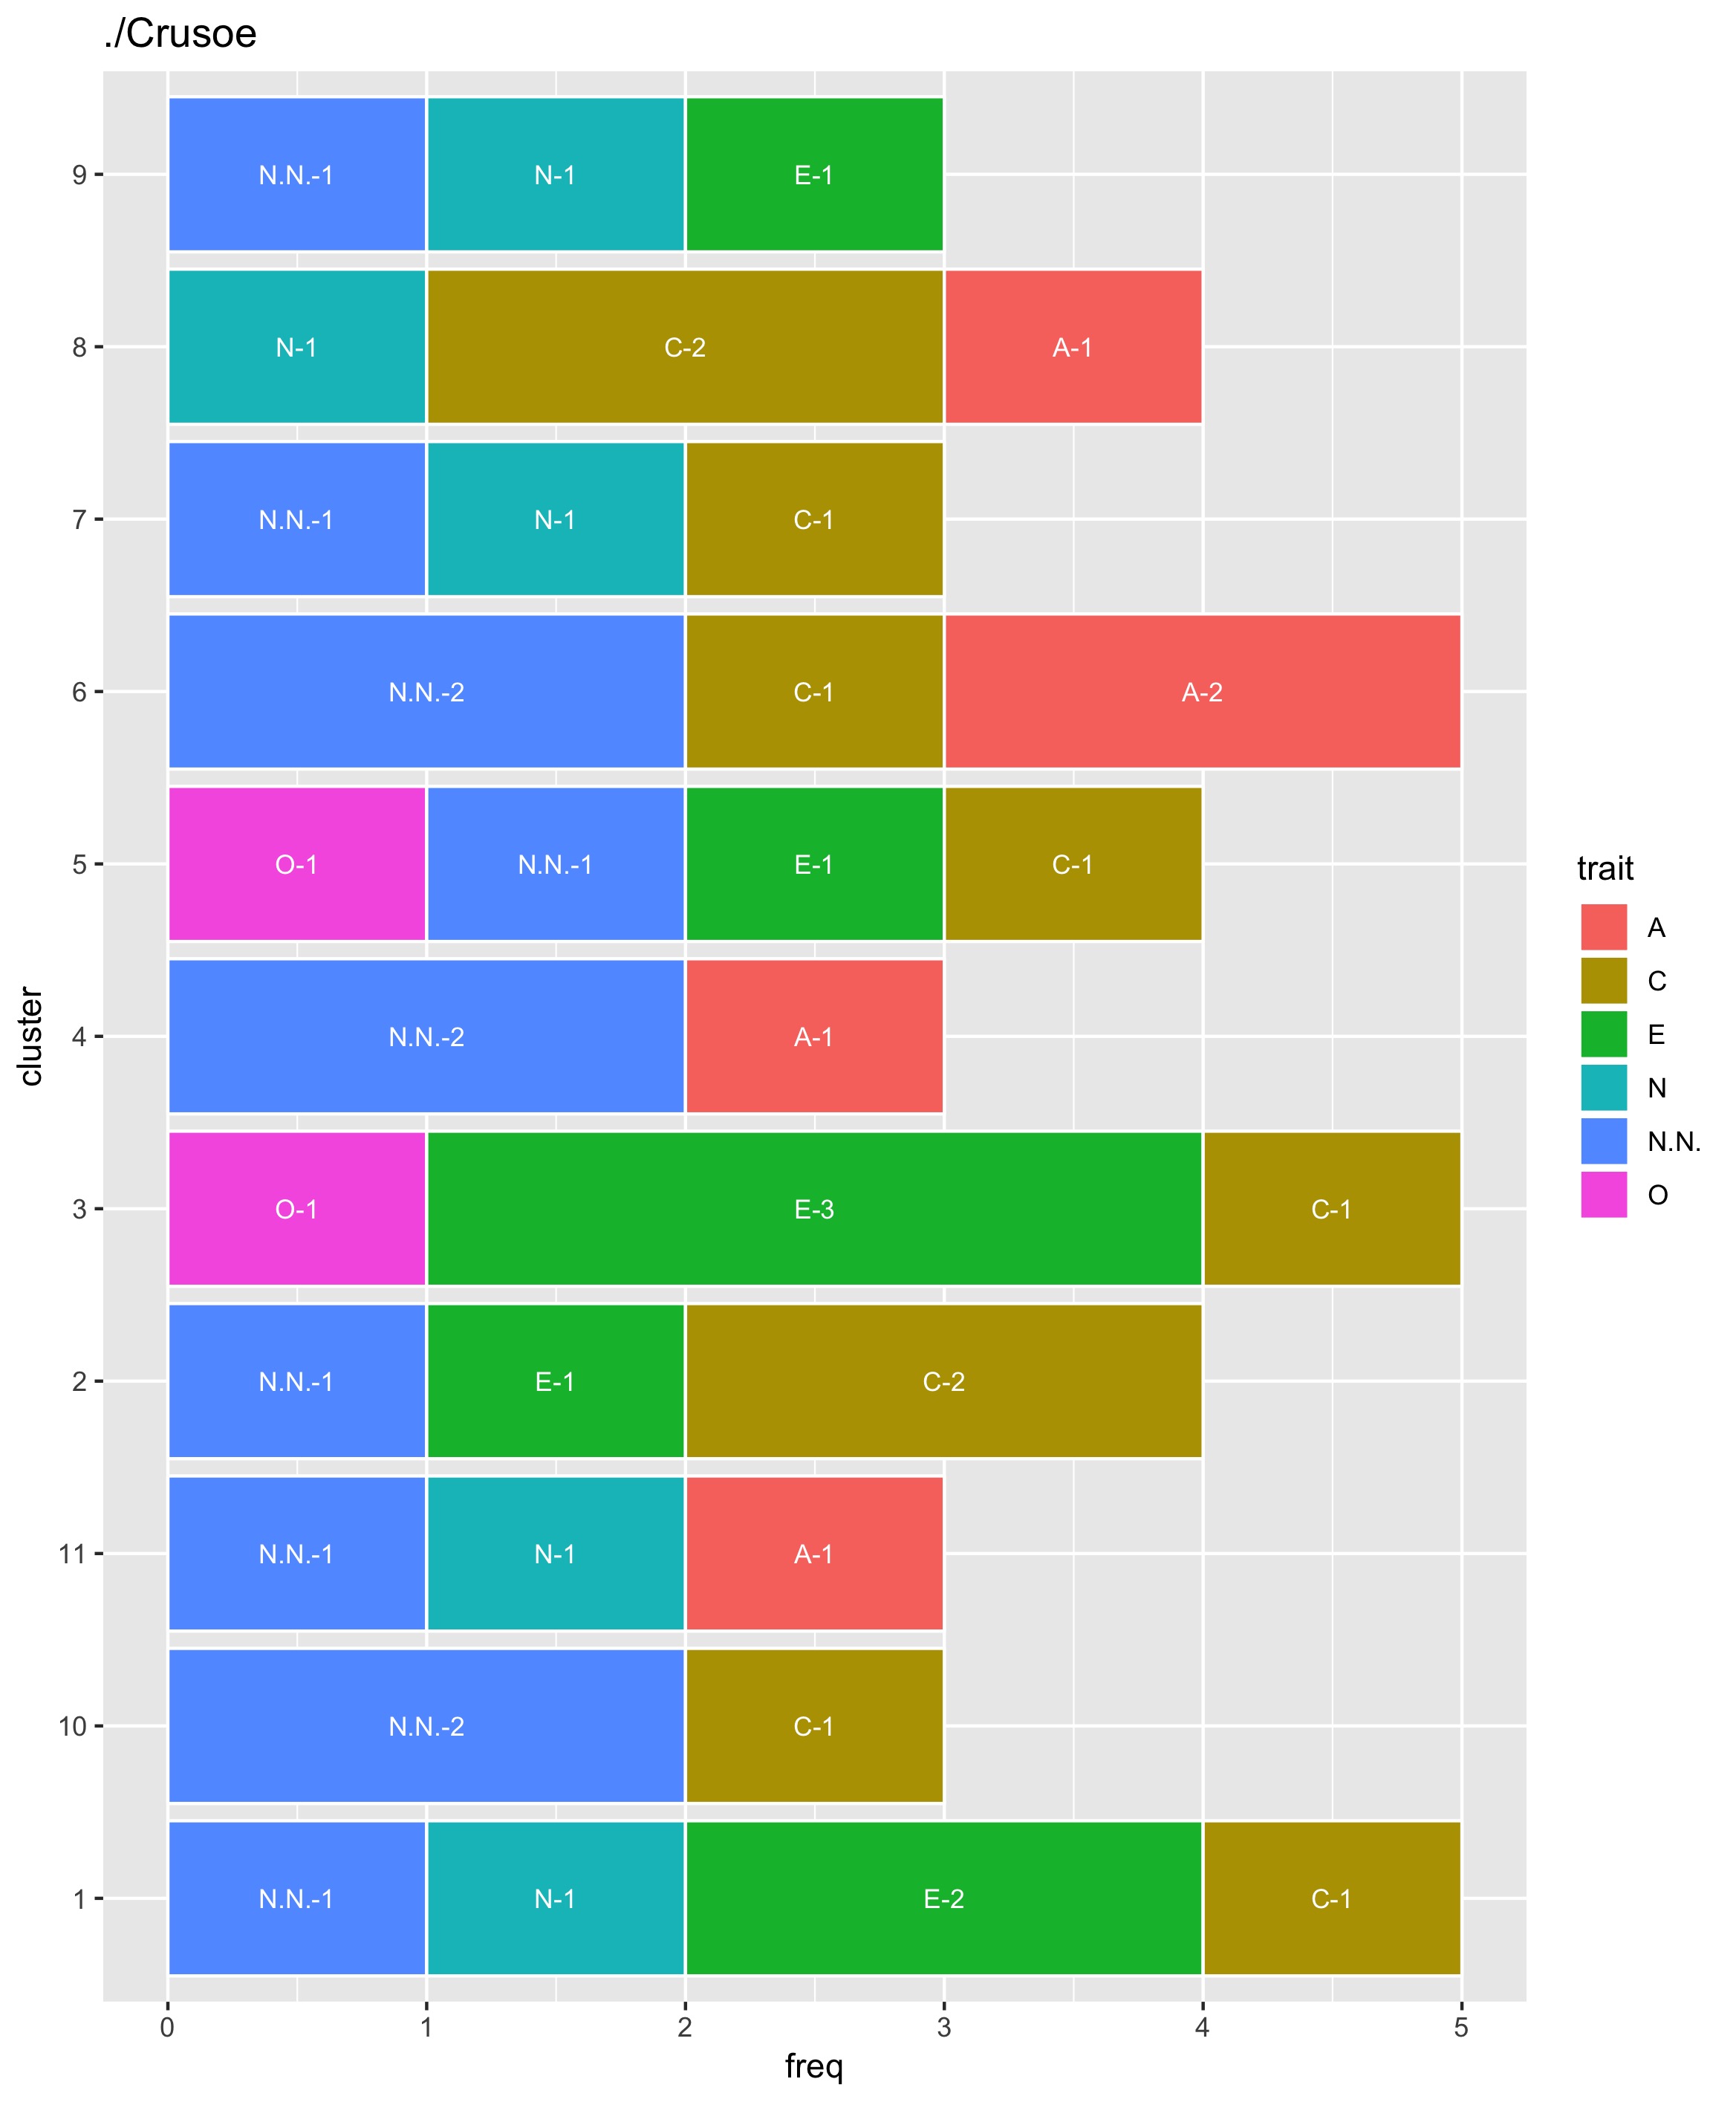 ./Crusoe
9
N.N.-1 N-1 E-1
8
N-1 C-2 A-1
7
N.N.-1 N-1 C-1
6
N.N.-2 C-1 A-2
5
O-1 N.N.-1 E-1 C-1
4
N.N.-2 A-1
3
O-1 E-3 C-1
2
N.N.-1 E-1 C-2
11
N.N.-1 N-1 A-1
10
N.N.-2 C-1
1
N.N.-1 N-1 E-2 C-1
cluster
0 1 2 3 4 5
freq
trait
A
C
E
N
N.N.
O